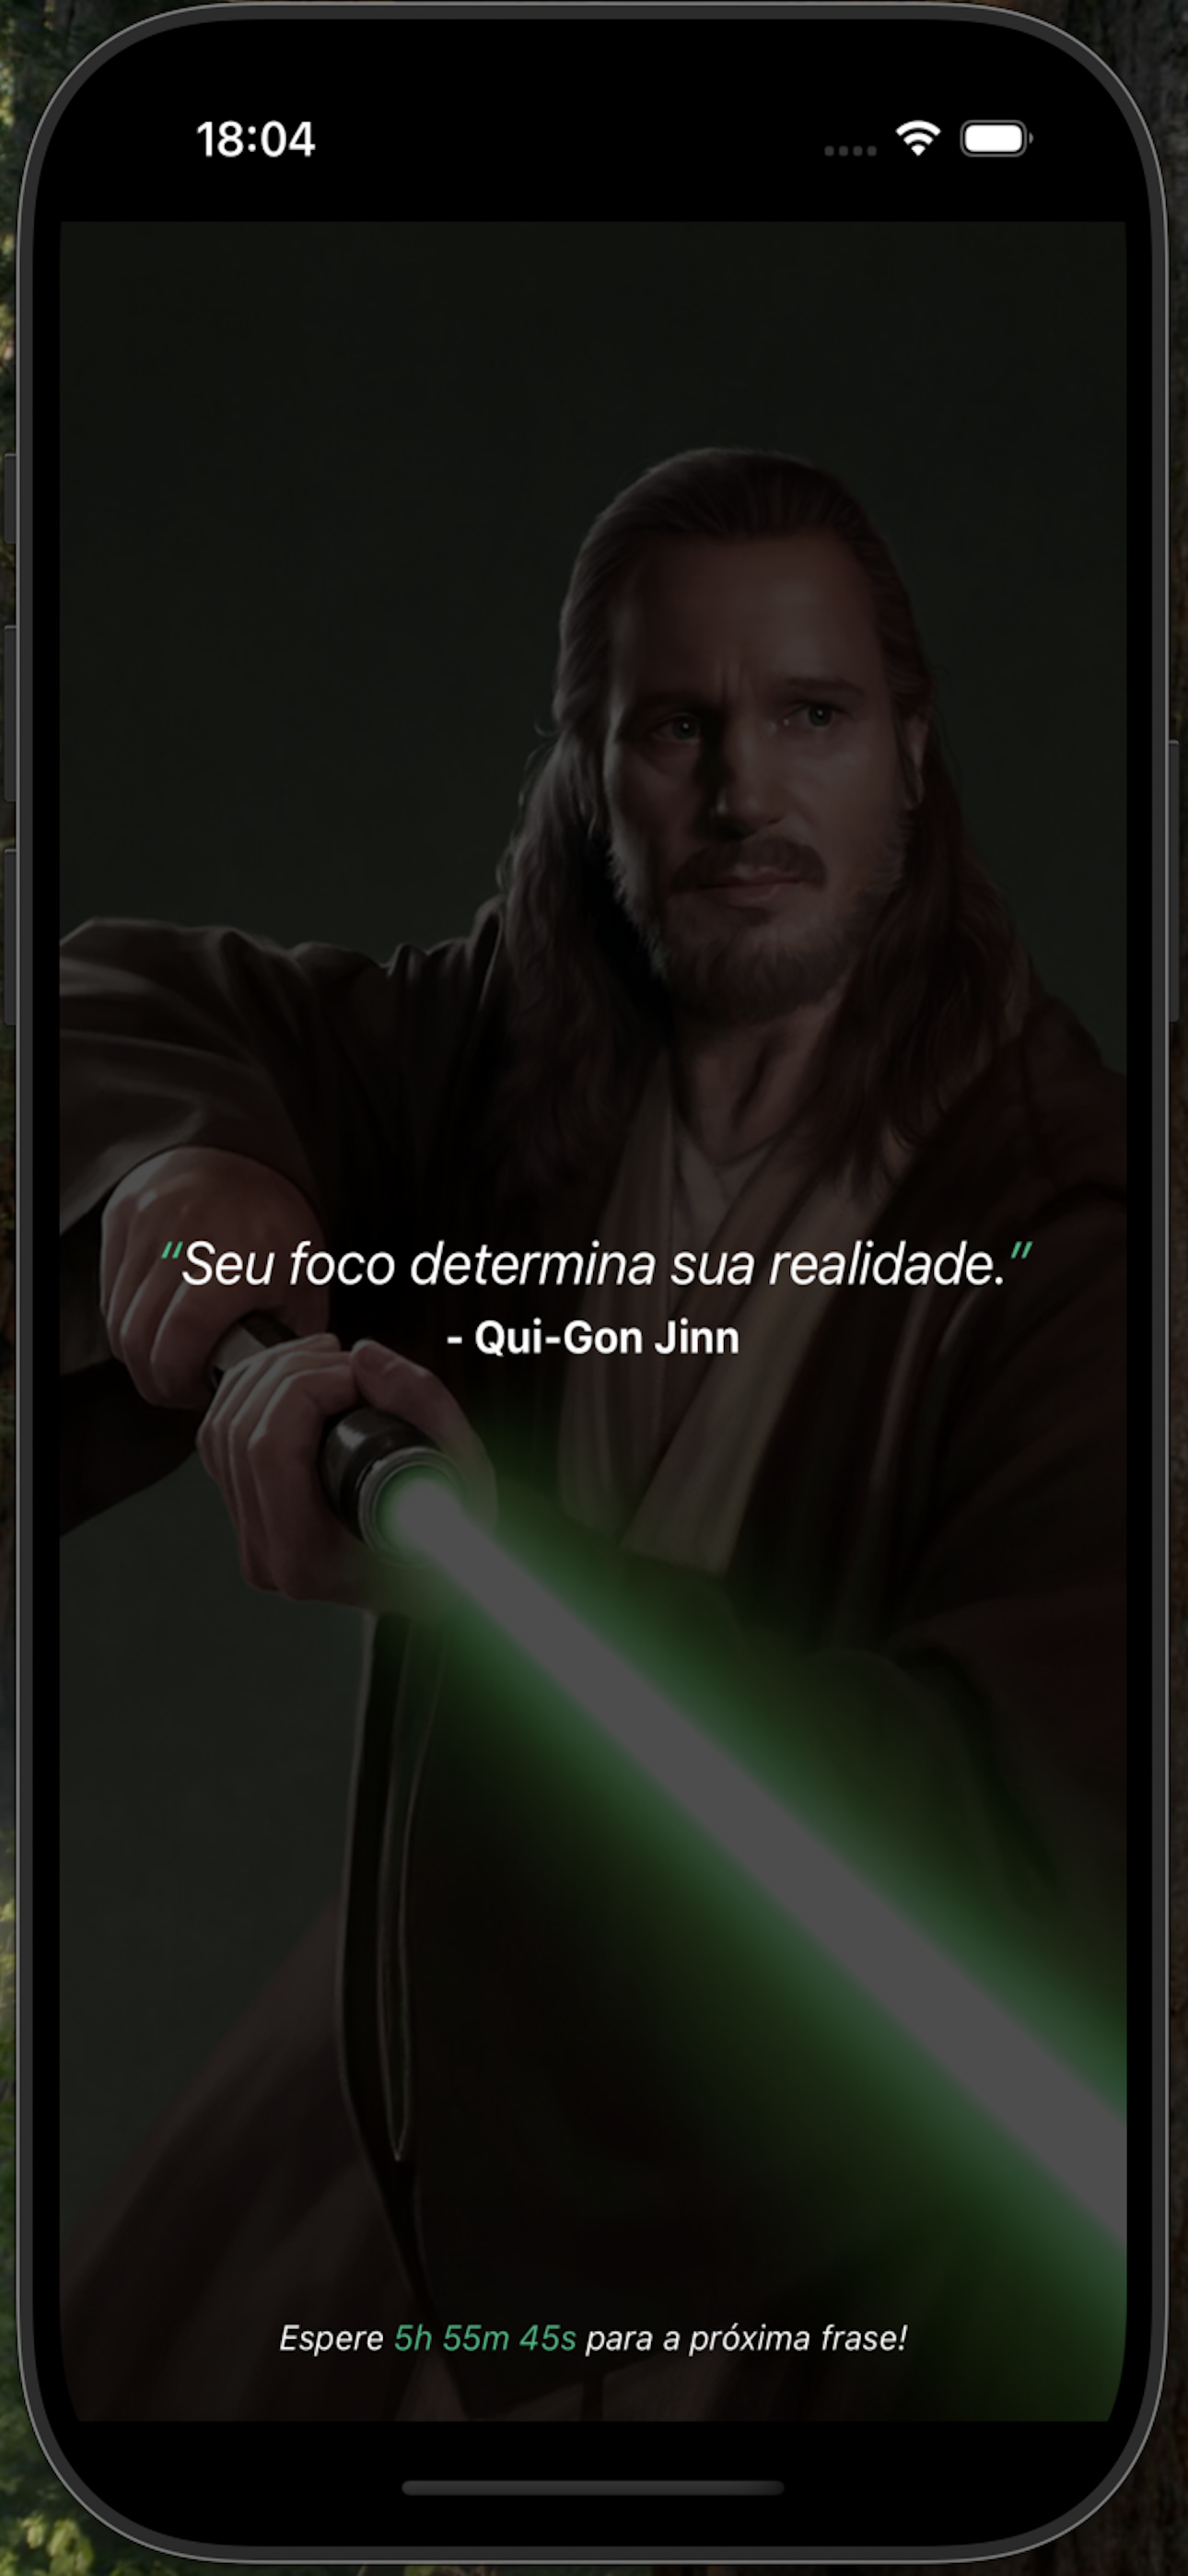 18:04
“Seu foco determina sua realidade.”
- Qui-Gon Jinn
Espere 5h 55m 45s para a próxima frase!